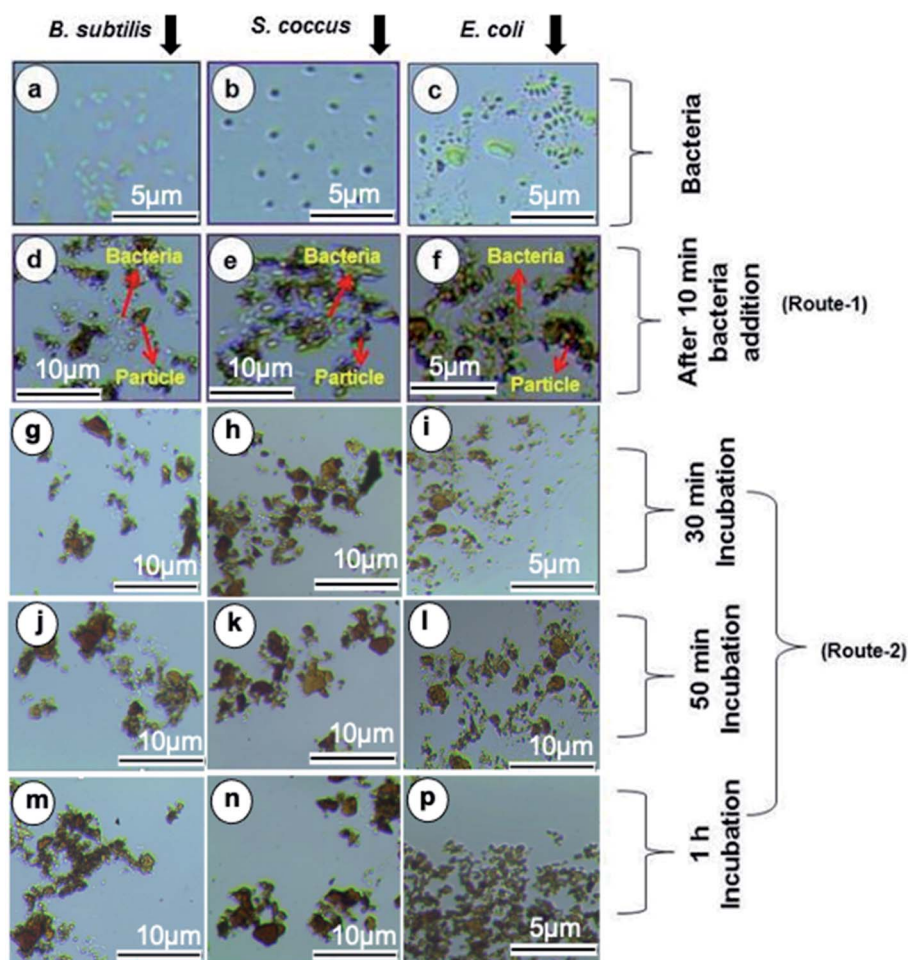 B. subtilis
S. coccus
E. coli
a
b
c
5μm
5μm
5μm
Bacteria
d
Bacteria
e
Bacteria
f
Bacteria
10μm
Particle
10μm
Particle
5μm
Particle
After 10 min
bacteria
addition
(Route-1)
g
h
i
10μm
10μm
5μm
30 min
Incubation
j
k
l
10μm
10μm
10μm
50 min
Incubation
(Route-2)
m
n
p
10μm
10μm
5μm
1 h
Incubation